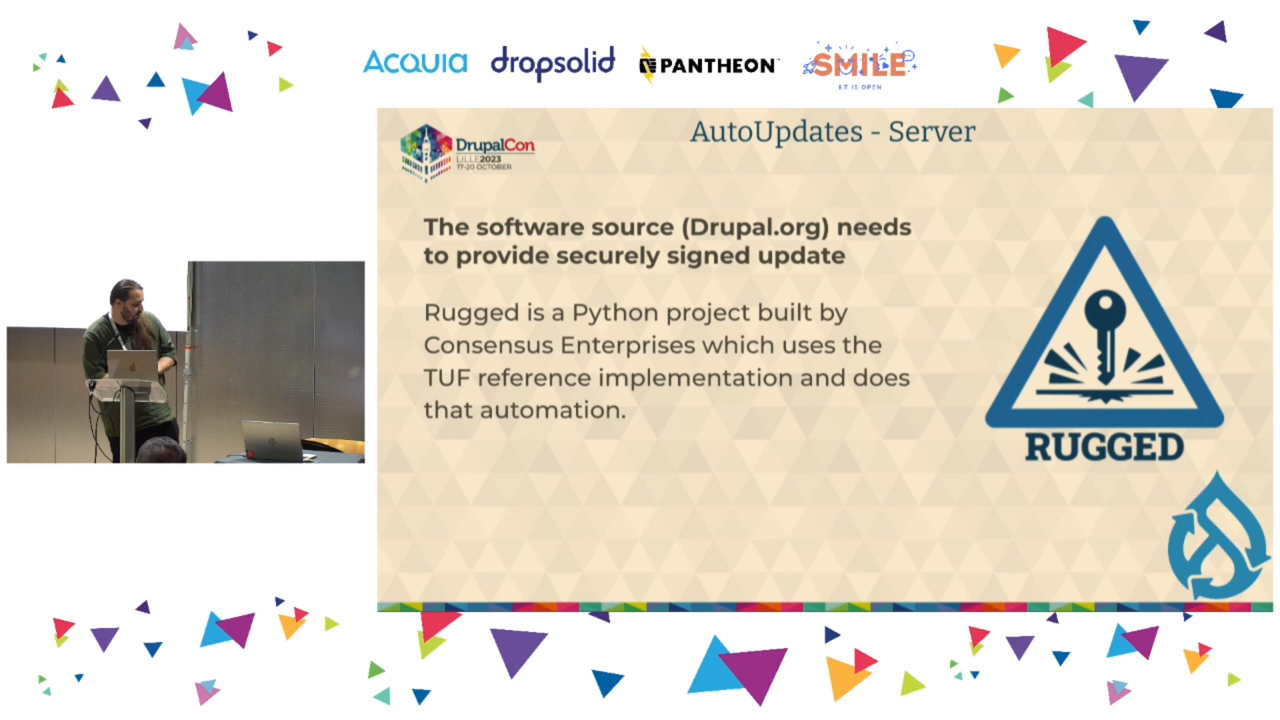 ACQUIA dropsolid PANTHEON SMILE
I.T IS OPEN
AutoUpdates - Server
DrupalCon
LILLE2023
17-20 OCTOBER
The software source (Drupal.org) needs
to provide securely signed update
Rugged is a Python project built by
Consensus Enterprises which uses the
TUF reference implementation and does
that automation.
RUGGED